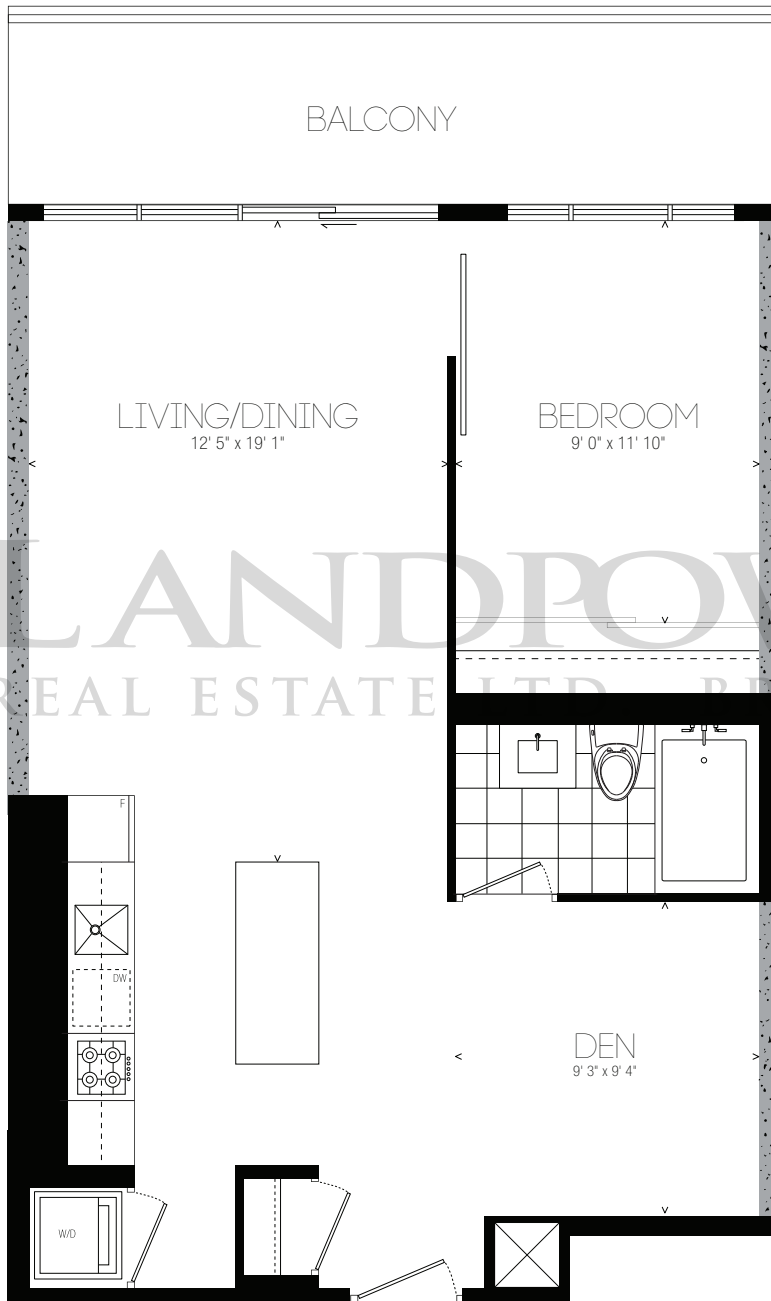 BALCONY
LIVING/DINING
12' 5" x 19' 1"
BEDROOM
9' 0" x 11' 10"
LANDPOW
REAL ESTATE LTD
F
DW
DEN
9' 3" x 9' 4"
W/D